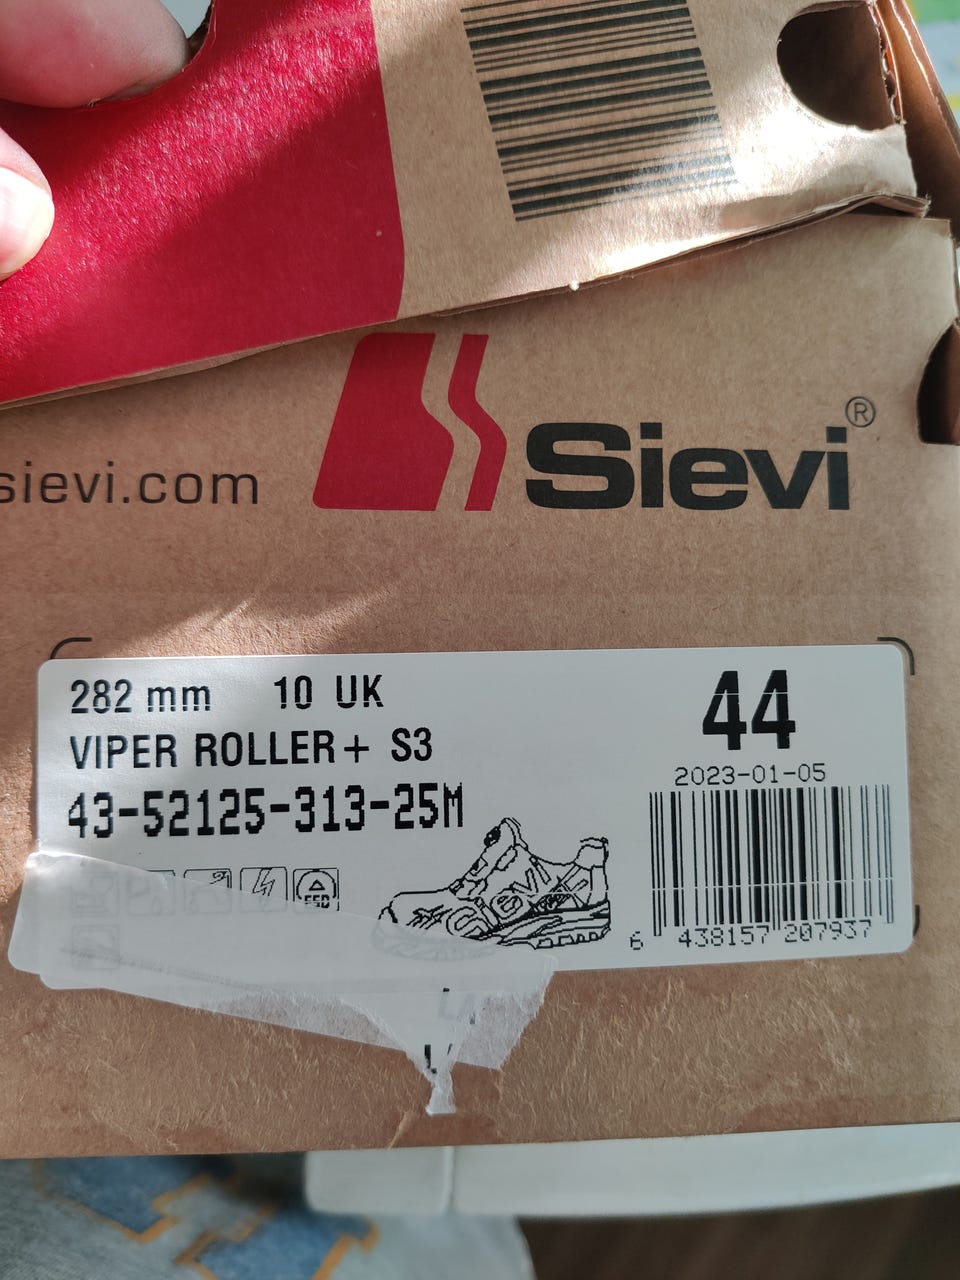 sievi.com
Sievi®
282 mm 10 UK
44
VIPER ROLLER+ S3
2023-01-05
43-52125-313-25M
ESD
6 438157 207937